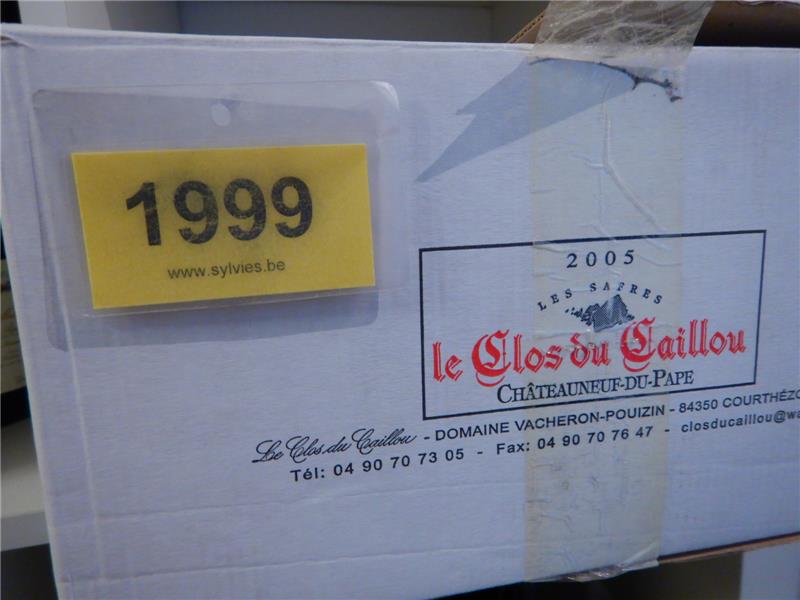 1999
www.sylvies.be
2005
LES SAFRES
le Clos du Caillou
CHÂTEAUNEUF-DU-PAPE
Le Clos du Caillou - DOMAINE VACHERON-POUIZIN - 84350 COURTHÉZO
Tél: 04 90 70 73 05 - Fax: 04 90 70 76 47 - closducaillou@wa